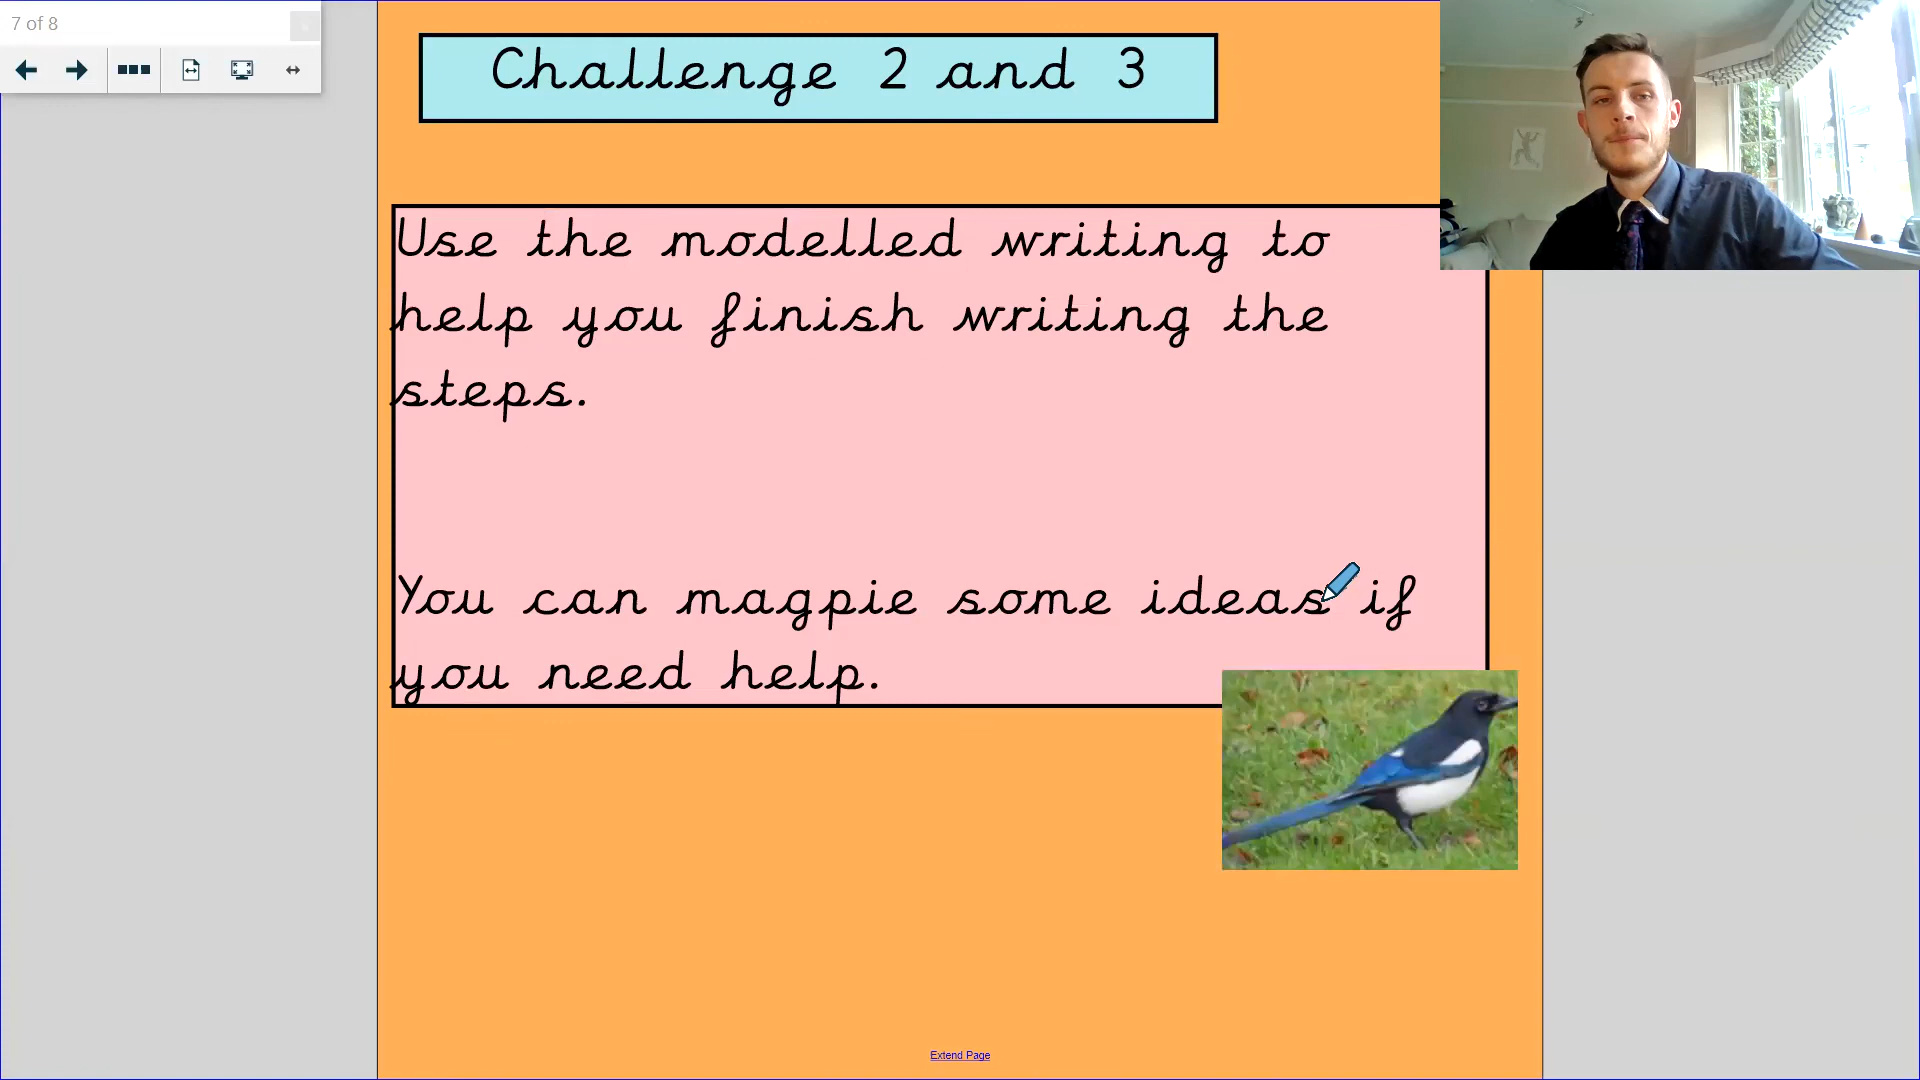 7 of 8
Challenge 2 and 3
Use the modelled writing to
help you finish writing the
steps.
You can magpie some ideas if
you need help.
Extend Page